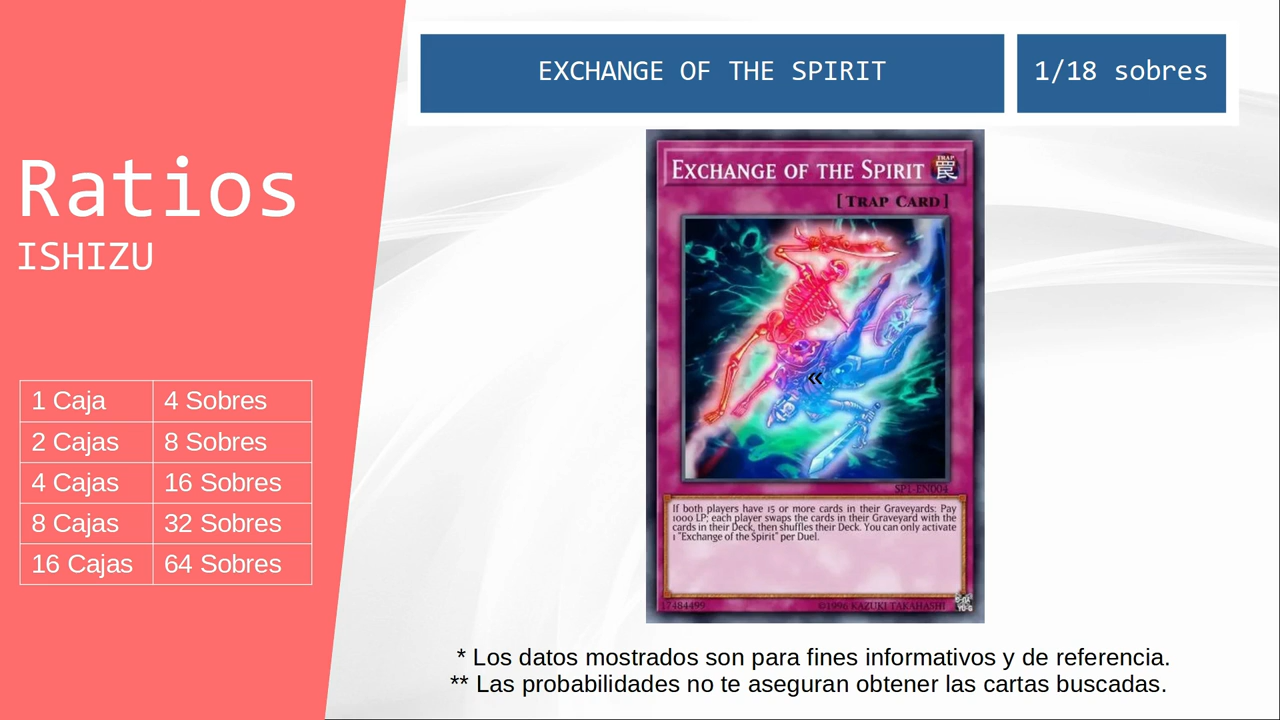 Ratios
ISHIZU
1 Caja 4 Sobres
2 Cajas 8 Sobres
4 Cajas 16 Sobres
8 Cajas 32 Sobres
16 Cajas 64 Sobres
EXCHANGE OF THE SPIRIT 1/18 sobres
EXCHANGE OF THE SPIRIT
TRAP
罠
[ TRAP CARD ]
«
SP1-EN004
If both players have 15 or more cards in their Graveyards: Pay
1000 LP; each player swaps the cards in their Graveyard with the
cards in their Deck, then shuffles their Deck. You can only activate
1 "Exchange of the Spirit" per Duel.
17484499 ©1996 KAZUKI TAKAHASHI
* Los datos mostrados son para fines informativos y de referencia.
** Las probabilidades no te aseguran obtener las cartas buscadas.